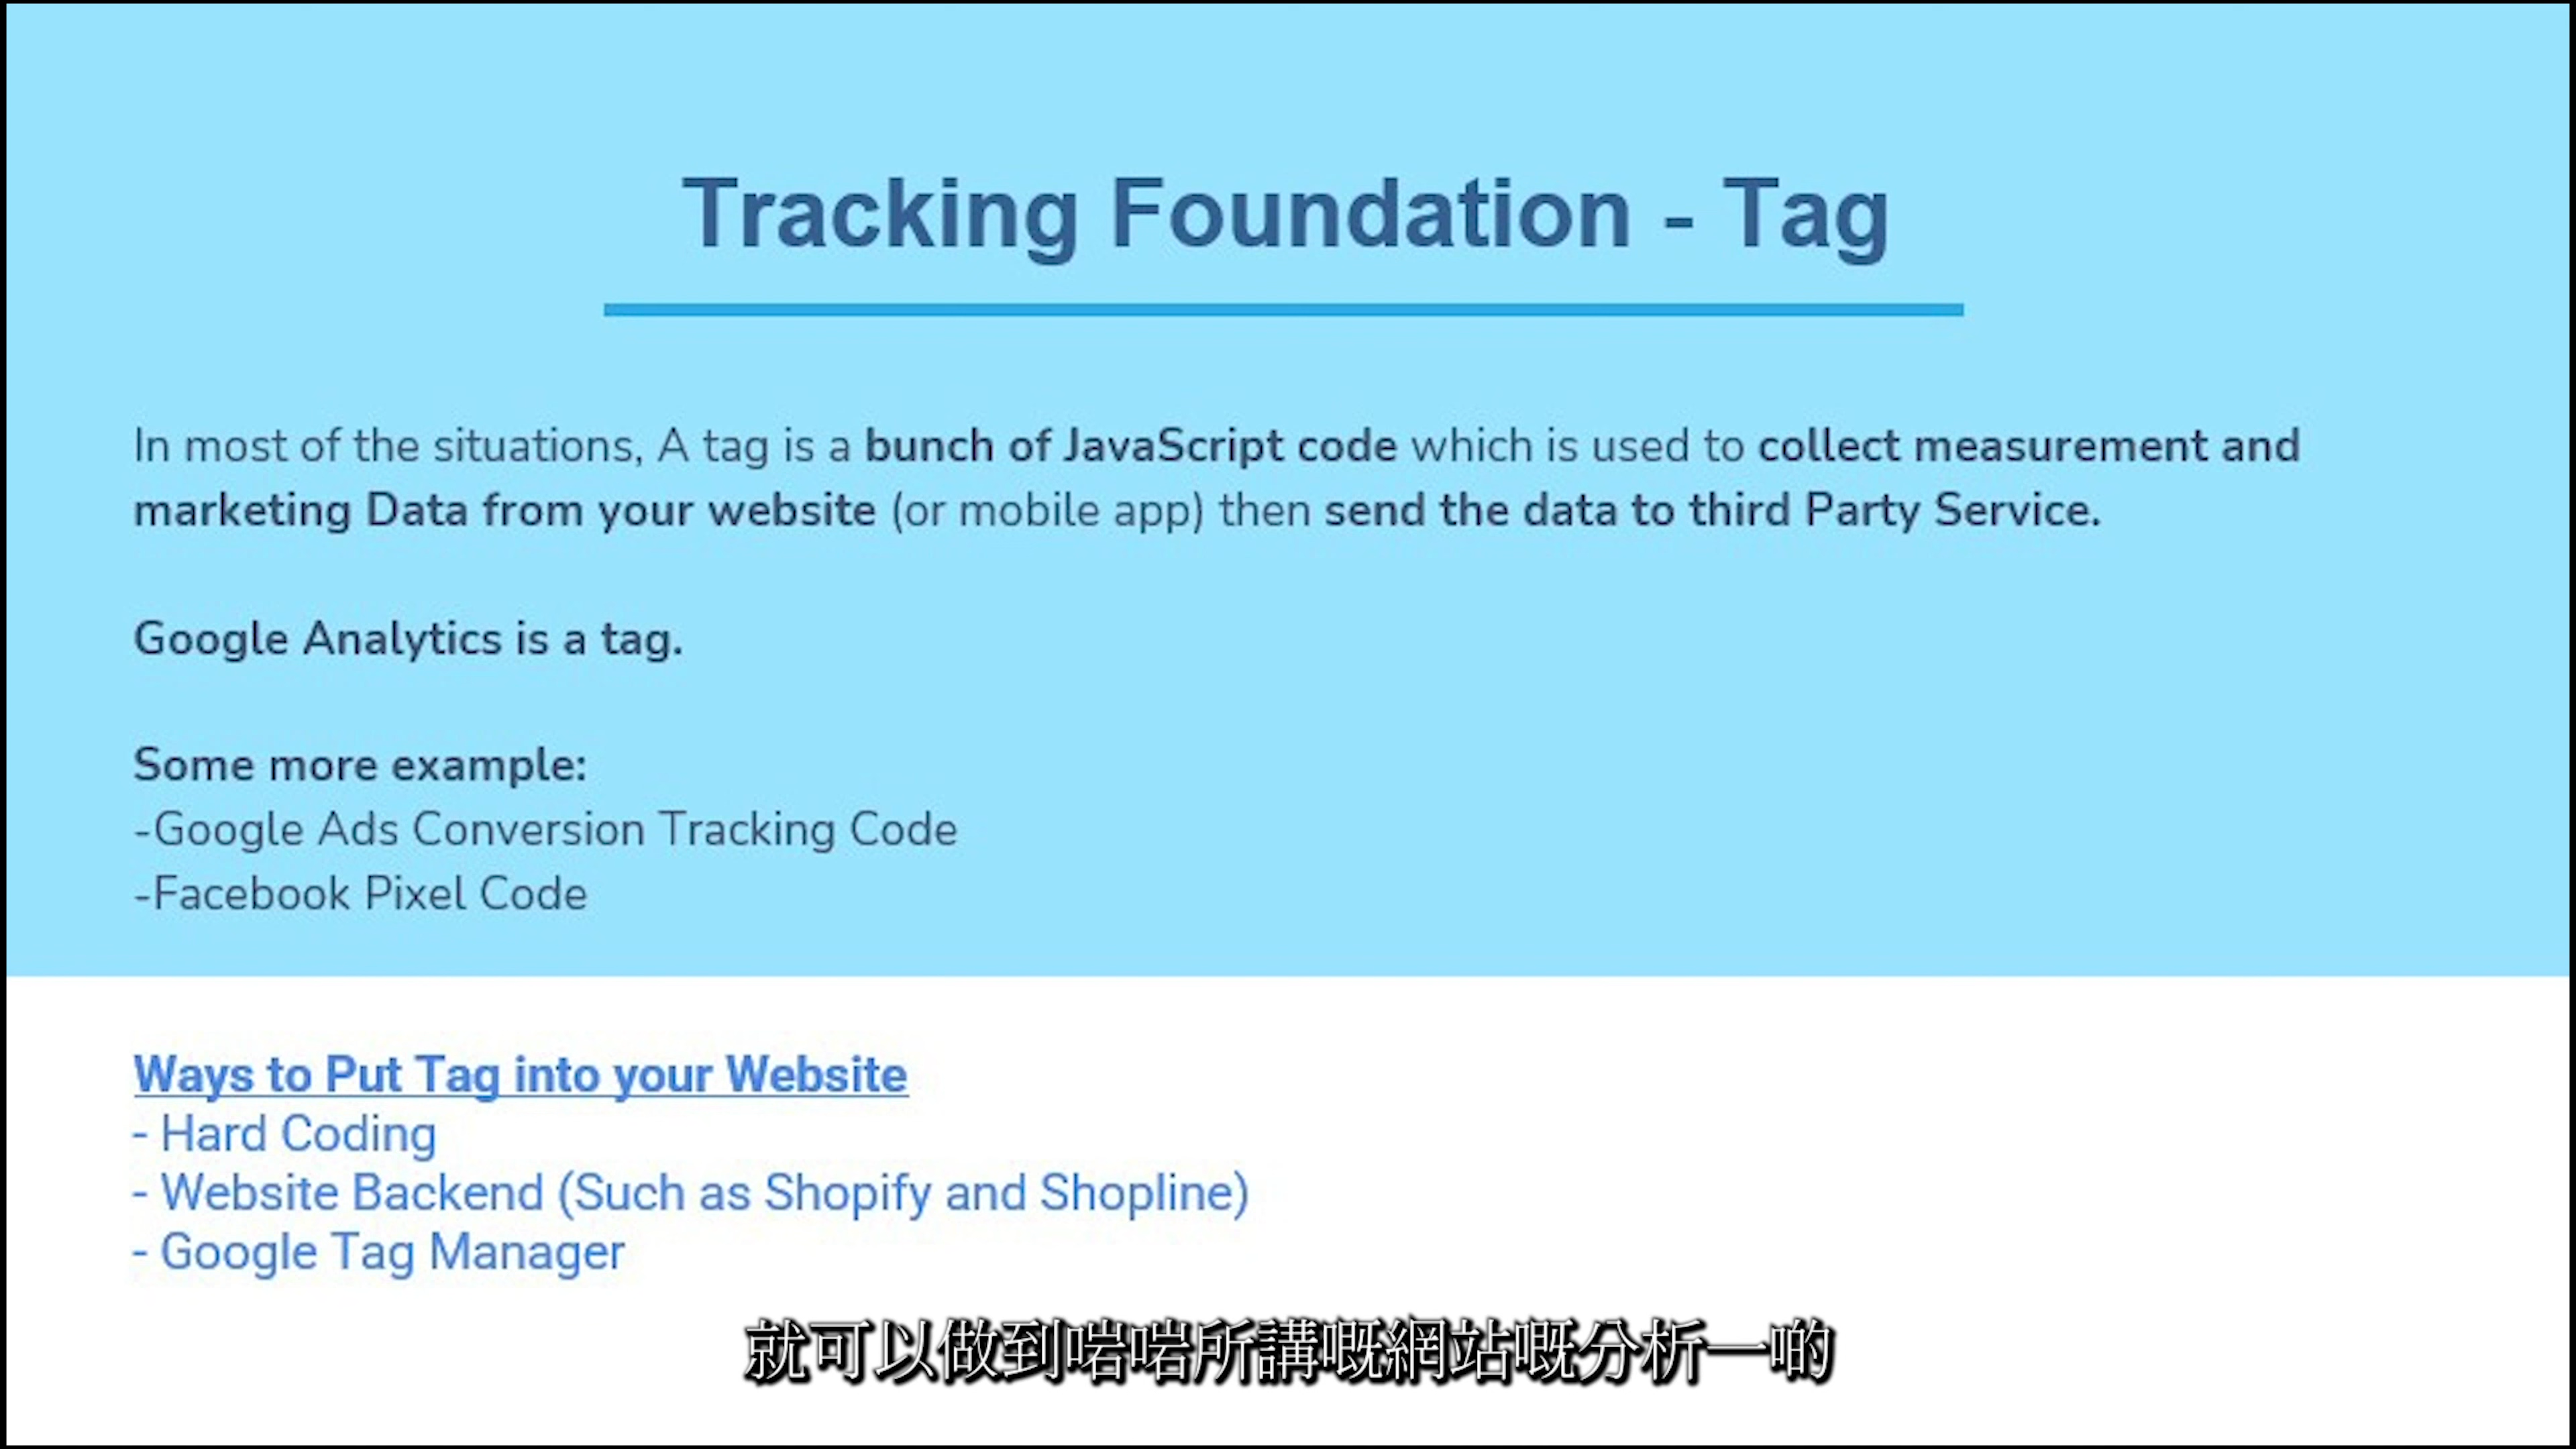 Tracking Foundation - Tag
In most of the situations, A tag is a bunch of JavaScript code which is used to collect measurement and
marketing Data from your website (or mobile app) then send the data to third Party Service.
Google Analytics is a tag.
Some more example:
-Google Ads Conversion Tracking Code
-Facebook Pixel Code
Ways to Put Tag into your Website
- Hard Coding
- Website Backend (Such as Shopify and Shopline)
- Google Tag Manager
就可以做到啱啱所講嘅網站嘅分析一啲